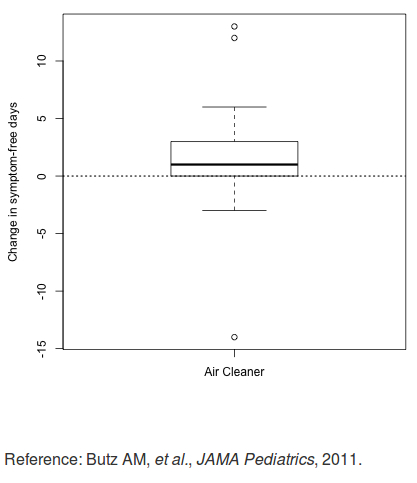 10
5
0
-5
-10
-15
Change in symptom-free days
Air Cleaner
Reference: Butz AM, et al., JAMA Pediatrics, 2011.